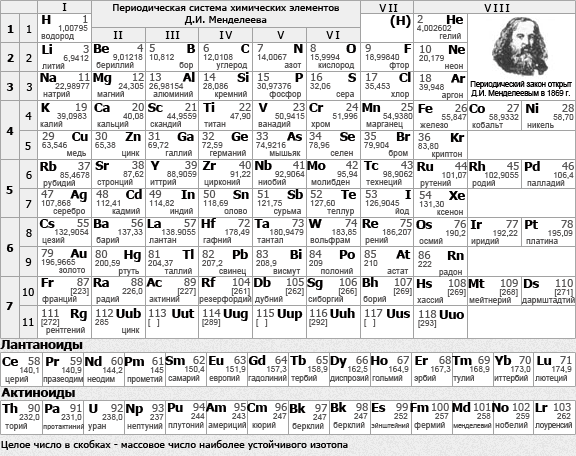 I Периодическая система химических элементов VII VIII
Д.И. Менделеева
II III IV V VI
1 1 H 1 (H) 2 He
1,00795 4,002602
водород гелий
2 2 Li 3 Be 4 5 B 6 C 7 N 8 O 9 F 10 Ne
6,9412 9,01218 10,812 12,0108 14,0067 15,9994 18,99840 20,179
литий бериллий бор углерод азот кислород фтор неон
3 3 Na 11 Mg 12 13 Al 14 Si 15 P 16 S 17 Cl 18 Ar
22,98977 24,305 26,98154 28,086 30,97376 32,06 35,453 39,948
натрий магний алюминий кремний фосфор сера хлор аргон
Периодический закон открыт
Д.И.Менделеевым в 1869 г.
4 4 K 19 Ca 20 Sc 21 Ti 22 V 23 Cr 24 Mn 25 Fe 26 Co 27 Ni 28
39,0983 40,08 44,9559 47,90 50,9415 51,996 54,9380 55,847 58,9332 58,70
калий кальций скандий титан ванадий хром марганец железо кобальт никель
5 29 Cu 30 Zn 31 Ga 32 Ge 33 As 34 Se 35 Br 36 Kr
63,546 65,38 69,72 72,59 74,9216 78,96 79,904 83,80
медь цинк галлий германий мышьяк селен бром криптон
5 6 Rb 37 Sr 38 Y 39 Zr 40 Nb 41 Mo 42 Tc 43 Ru 44 Rh 45 Pd 46
85,4678 87,62 88,9059 91,22 92,9064 95,94 98,9062 101,07 102,9055 106,4
рубидий стронций иттрий цирконий ниобий молибден технеций рутений родий палладий
7 47 Ag 48 Cd 49 In 50 Sn 51 Sb 52 Te 53 I 54 Xe
107,868 112,41 114,82 118,69 121,75 127,60 126,9045 131,30
серебро кадмий индий олово сурьма теллур йод ксенон
6 8 Cs 55 Ba 56 La 57 Hf 72 Ta 73 W 74 Re 75 Os 76 Ir 77 Pt 78
132,9054 137,33 138.9055 178,49 180,9479 183,85 186,207 190,2 192,22 195,09
цезий барий лантан гафний тантал вольфрам рений осмий иридий платина
9 79 Au 80 Hg 81 Tl 82 Pb 83 Bi 84 Po 85 At 86 Rn
196,9665 200,59 204,37 207,2 208,9 209 210 222
золото ртуть таллий свинец висмут полоний астат радон
7 10 Fr 87 Ra 88 Ac 89 Rf 104 Db 105 Sg 106 Bh 107 Hs 108 Mt 109 Ds 110
[223] 226,0 [227] [261] [262] [266] [269] [269] [268] [271]
франций радий актиний резерфордий дубний сиборгий борий хассий мейтнерий дармштадтий
11 111 Rg 112 Uub 113 Uut 114 Uug 115 Uup 116 Uuh 117 Uus 118 Uuo
[272] 285 [ ] [289] [ ] [292] [ ] [293]
рентгений цинк
Лантаноиды
Ce 58 Pr 59 Nd 60 Pm 61 Sm 62 Eu 63 Gd 64 Tb 65 Dy 66 Ho 67 Er 68 Tm 69 Yb 70 Lu 71
140,1 140,9 144,2 145 150,4 151,9 157,3 158,9 162,5 164,9 167,3 168,9 173,0 174,9
церий празеодим неодим прометий самарий европий гадолиний тербий диспрозий гольмий эрбий тулий иттербий лютеций
Актиноиды
Th 90 Pa 91 U 92 Np 93 Pu 94 Am 95 Cm 96 Bk 97 Bk 98 Es 99 Fm 100 Md 101 No 102 Lr 103
232,0 231,0 238,0 237 244 243 247 247 247 252 257 258 259 262
торий протактиний уран нептуний плутоний америций кюрий берклий берклий эйнштейний фермий менделевий нобелий лоуренсий
Целое число в скобках - массовое число наиболее устойчивого изотопа